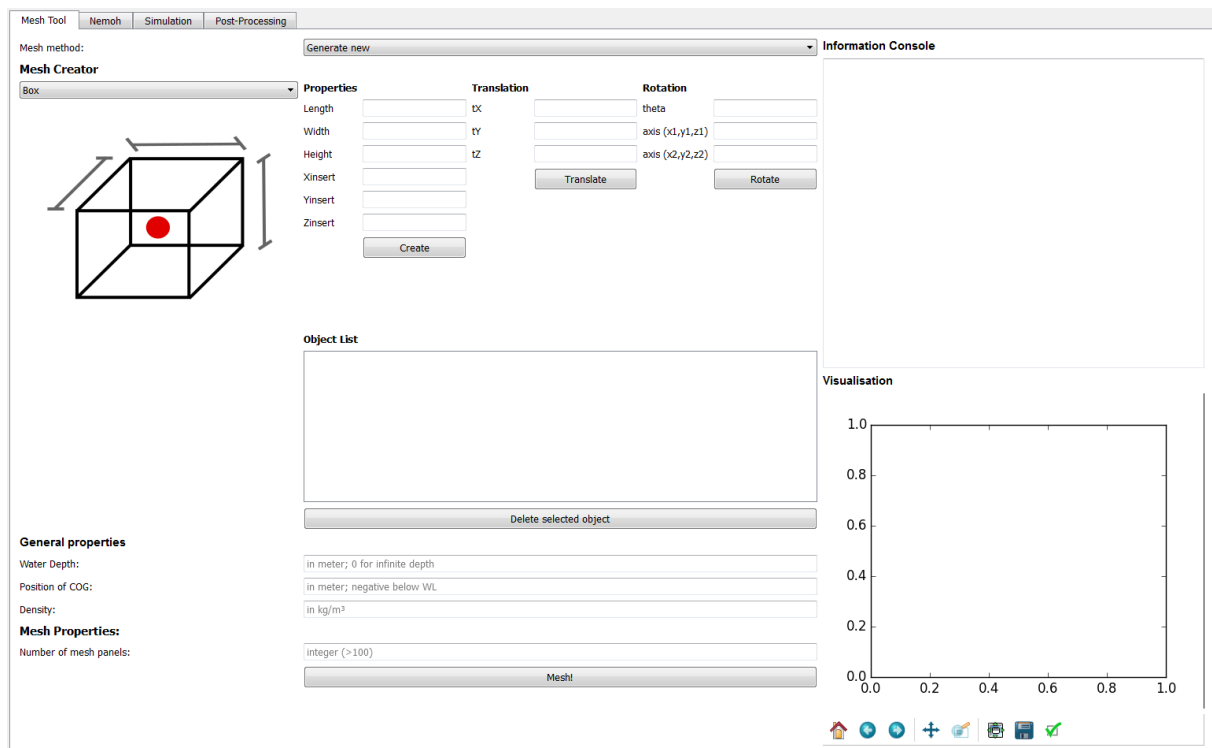 Mesh Tool Nemoh Simulation Post-Processing
Mesh method: Generate new
Mesh Creator
Box
Properties Translation Rotation
Length tX theta
Width tY axis (x1,y1,z1)
Height tZ axis (x2,y2,z2)
Xinsert Translate Rotate
Yinsert
Zinsert
Create
Object List
Delete selected object
General properties
Water Depth: in meter; 0 for infinite depth
Position of COG: in meter; negative below WL
Density: in kg/m³
Mesh Properties:
Number of mesh panels: integer (>100)
Mesh!
Information Console
Visualisation
1.0
0.8
0.6
0.4
0.2
0.0
0.0 0.2 0.4 0.6 0.8 1.0